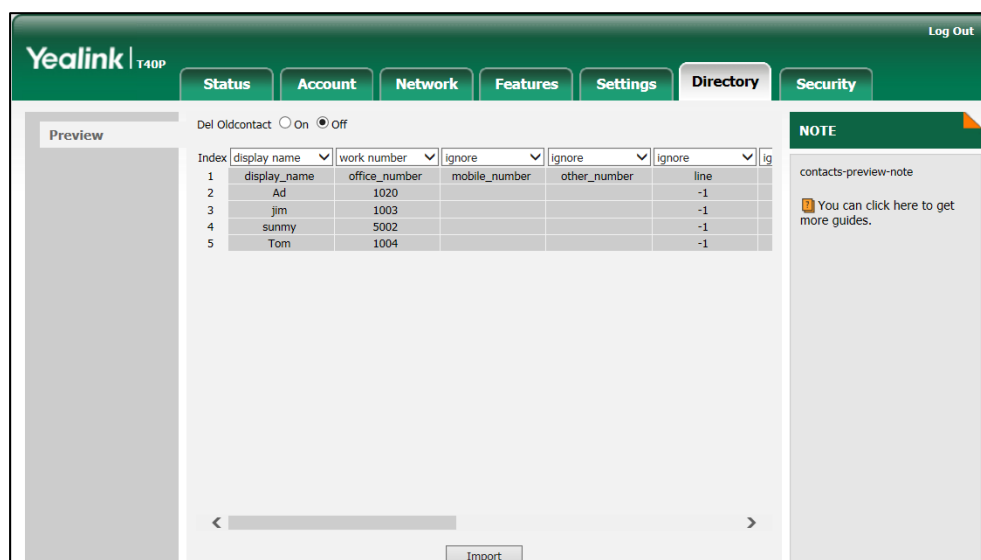 Log Out
Yealink | T40P
Status Account Network Features Settings Directory Security
Preview
Del Oldcontact On Off
Index display name work number ignore ignore ignore ig
1 display_name office_number mobile_number other_number line
2 Ad 1020 -1
3 jim 1003 -1
4 sunmy 5002 -1
5 Tom 1004 -1
Import
NOTE
contacts-preview-note
You can click here to get
more guides.